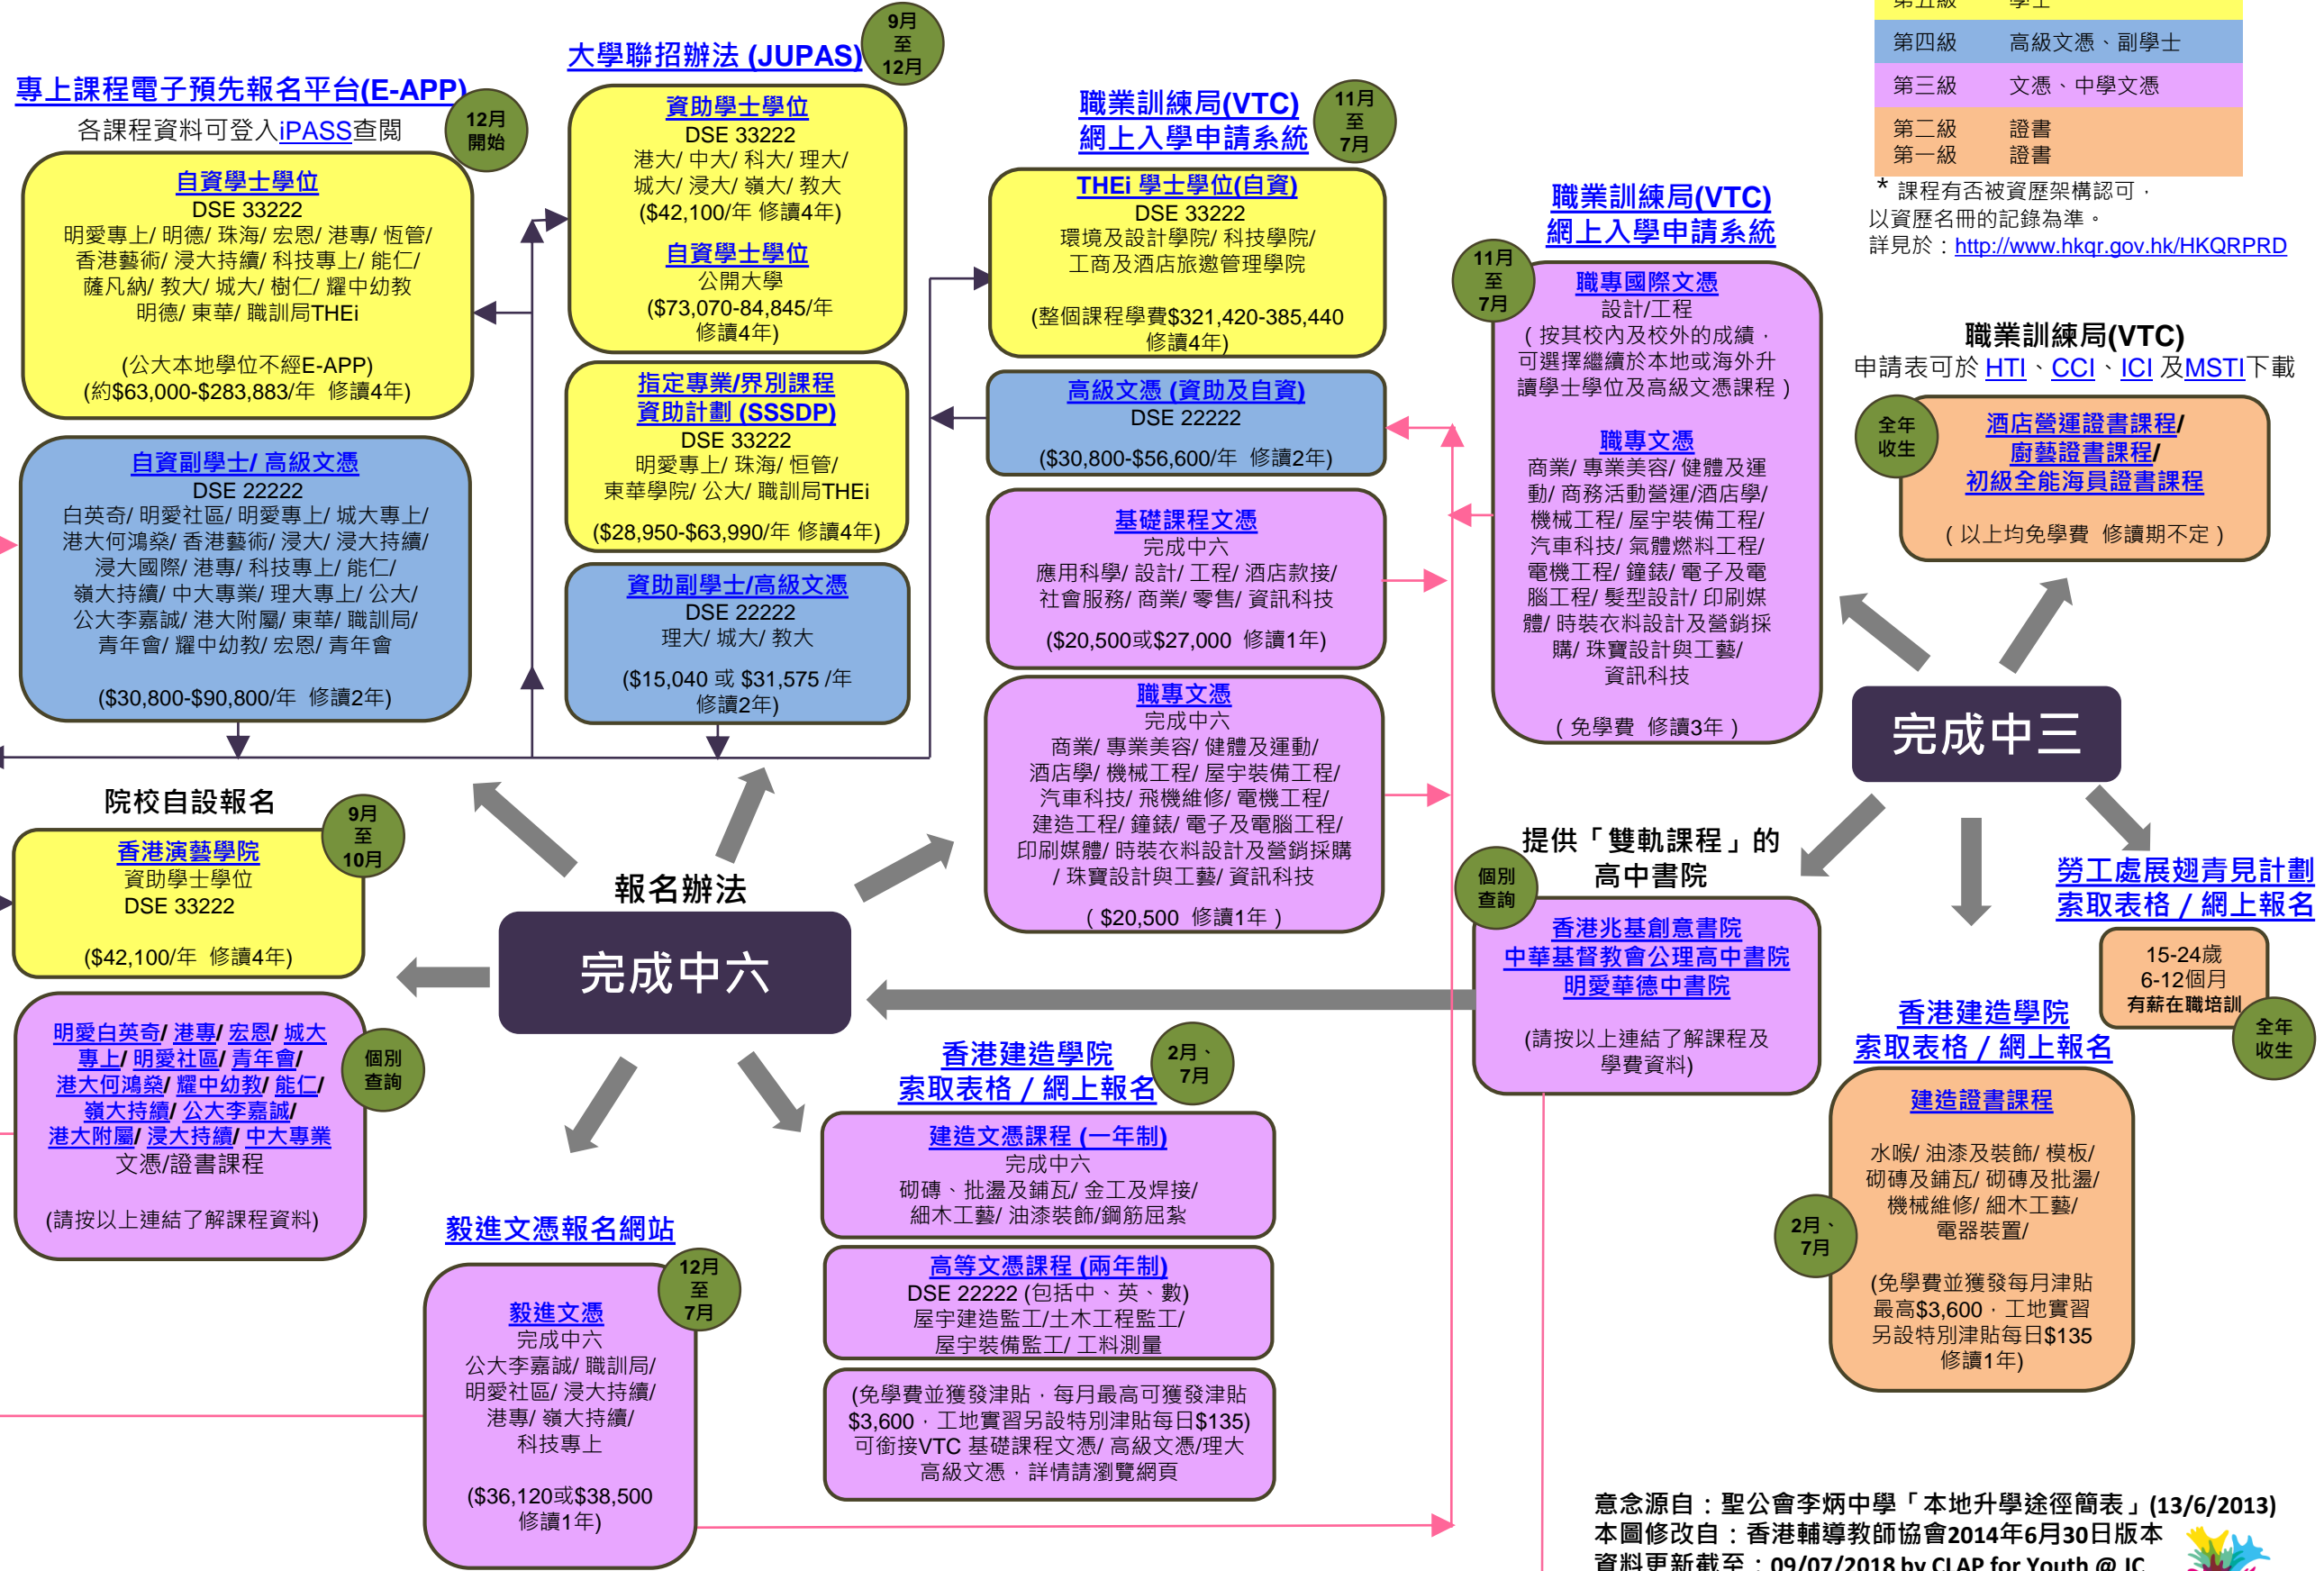 專上課程電子預先報名平台(E-APP)
各課程資料可登入iPASS查閱
12月
開始
自資學士學位
DSE 33222
明愛專上/ 明德/ 珠海/ 宏恩/ 港專/ 恆管/
香港藝術/ 浸大持續/ 科技專上/ 能仁/
薩凡納/ 教大/ 城大/ 樹仁/ 耀中幼教
明德/ 東華/ 職訓局THEi
(公大本地學位不經E-APP)
(約$63,000-$283,883/年 修讀4年)
自資副學士/ 高級文憑
DSE 22222
白英奇/ 明愛社區/ 明愛專上/ 城大專上/
港大何鴻燊/ 香港藝術/ 浸大/ 浸大持續/
浸大國際/ 港專/ 科技專上/ 能仁/
嶺大持續/ 中大專業/ 理大專上/ 公大/
公大李嘉誠/ 港大附屬/ 東華/ 職訓局/
青年會/ 耀中幼教/ 宏恩/ 青年會
($30,800-$90,800/年 修讀2年)
大學聯招辦法 (JUPAS)
9月
至
12月
資助學士學位
DSE 33222
港大/ 中大/ 科大/ 理大/
城大/ 浸大/ 嶺大/ 教大
($42,100/年 修讀4年)
自資學士學位
公開大學
($73,070-84,845/年
修讀4年)
指定專業/界別課程
資助計劃 (SSSDP)
DSE 33222
明愛專上/ 珠海/ 恒管/
東華學院/ 公大/ 職訓局THEi
($28,950-$63,990/年 修讀4年)
資助副學士/高級文憑
DSE 22222
理大/ 城大/ 教大
($15,040 或 $31,575 /年
修讀2年)
職業訓練局(VTC)
網上入學申請系統
11月
至
7月
THEi 學士學位(自資)
DSE 33222
環境及設計學院/ 科技學院/
工商及酒店旅遨管理學院
(整個課程學費$321,420-385,440
修讀4年)
高級文憑 (資助及自資)
DSE 22222
($30,800-$56,600/年 修讀2年)
基礎課程文憑
完成中六
應用科學/ 設計/ 工程/ 酒店款接/
社會服務/ 商業/ 零售/ 資訊科技
($20,500或$27,000 修讀1年)
職專文憑
完成中六
商業/ 專業美容/ 健體及運動/
酒店學/ 機械工程/ 屋宇裝備工程/
汽車科技/ 飛機維修/ 電機工程/
建造工程/ 鐘錶/ 電子及電腦工程/
印刷媒體/ 時裝衣料設計及營銷採購
/ 珠寶設計與工藝/ 資訊科技
( $20,500 修讀1年 )
職業訓練局(VTC)
網上入學申請系統
11月
至
7月
職專國際文憑
設計/工程
( 按其校內及校外的成績，
可選擇繼續於本地或海外升
讀學士學位及高級文憑課程 )
職專文憑
商業/ 專業美容/ 健體及運
動/ 商務活動營運/酒店學/
機械工程/ 屋宇裝備工程/
汽車科技/ 氣體燃料工程/
電機工程/ 鐘錶/ 電子及電
腦工程/ 髮型設計/ 印刷媒
體/ 時裝衣料設計及營銷採
購/ 珠寶設計與工藝/
資訊科技
( 免學費 修讀3年 )
第五級 學士
第四級 高級文憑、副學士
第三級 文憑、中學文憑
第二級 證書
第一級 證書
* 課程有否被資歷架構認可，
以資歷名冊的記錄為準。
詳見於：http://www.hkqr.gov.hk/HKQRPRD
職業訓練局(VTC)
申請表可於 HTI、CCI、ICI 及MSTI下載
全年
收生
酒店營運證書課程/
廚藝證書課程/
初級全能海員證書課程
( 以上均免學費 修讀期不定 )
完成中三
院校自設報名
9月
至
10月
香港演藝學院
資助學士學位
DSE 33222
($42,100/年 修讀4年)
明愛白英奇/ 港專/ 宏恩/ 城大
專上/ 明愛社區/ 青年會/
港大何鴻燊/ 耀中幼教/ 能仁/
嶺大持續/ 公大李嘉誠/
港大附屬/ 浸大持續/ 中大專業
文憑/證書課程
(請按以上連結了解課程資料)
個別
查詢
報名辦法
完成中六
毅進文憑報名網站
12月
至
7月
毅進文憑
完成中六
公大李嘉誠/ 職訓局/
明愛社區/ 浸大持續/
港專/ 嶺大持續/
科技專上
($36,120或$38,500
修讀1年)
香港建造學院
索取表格 / 網上報名
2月、
7月
建造文憑課程 (一年制)
完成中六
砌磚、批盪及鋪瓦/ 金工及焊接/
細木工藝/ 油漆裝飾/鋼筋屈紮
高等文憑課程 (兩年制)
DSE 22222 (包括中、英、數)
屋宇建造監工/土木工程監工/
屋宇裝備監工/ 工料測量
(免學費並獲發津貼，每月最高可獲發津貼
$3,600，工地實習另設特別津貼每日$135)
可銜接VTC 基礎課程文憑/ 高級文憑/理大
高級文憑，詳情請瀏覽網頁
提供「雙軌課程」的
高中書院
個別
查詢
香港兆基創意書院
中華基督教會公理高中書院
明愛華德中書院
(請按以上連結了解課程及
學費資料)
勞工處展翅青見計劃
索取表格 / 網上報名
15-24歲
6-12個月
有薪在職培訓
全年
收生
香港建造學院
索取表格 / 網上報名
建造證書課程
水喉/ 油漆及裝飾/ 模板/
砌磚及鋪瓦/ 砌磚及批盪/
機械維修/ 細木工藝/
電器裝置/
(免學費並獲發每月津貼
最高$3,600，工地實習
另設特別津貼每日$135
修讀1年)
2月、
7月
意念源自：聖公會李炳中學「本地升學途徑簡表」(13/6/2013)
本圖修改自：香港輔導教師協會2014年6月30日版本
資料更新截至：09/07/2018 by CLAP for Youth @ JC